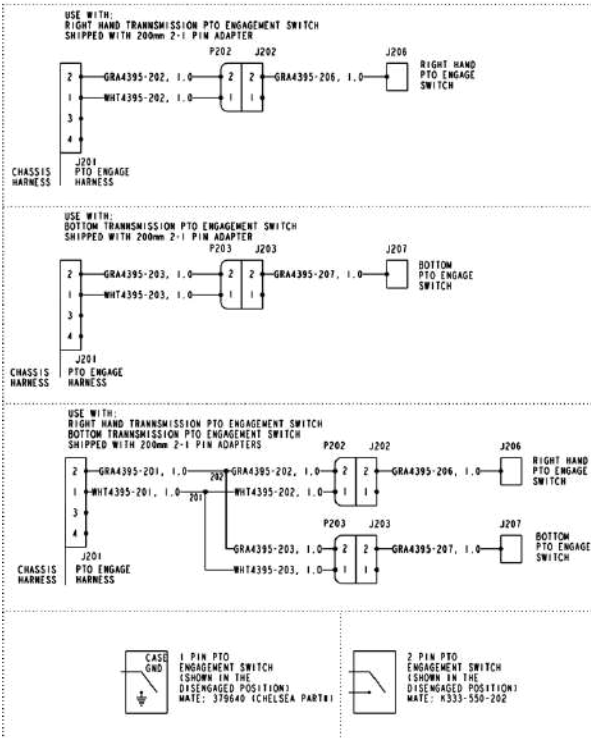 USE WITH:
RIGHT HAND TRANNSMISSION PTO ENGAGEMENT SWITCH
SHIPPED WITH 200mm 2-1 PIN ADAPTER
P202 J202 J206
2 GRA4395-202, 1.0 2 2 GRA4395-206, 1.0 RIGHT HAND
PTO ENGAGE
SWITCH
1 WHT4395-202, 1.0 1 1
3
4
J201
CHASSIS PTO ENGAGE
HARNESS HARNESS
USE WITH:
BOTTOM TRANNSMISSION PTO ENGAGEMENT SWITCH
SHIPPED WITH 200mm 2-1 PIN ADAPTER
P203 J203 J207
2 GRA4395-203, 1.0 2 2 GRA4395-207, 1.0 BOTTOM
PTO ENGAGE
SWITCH
1 WHT4395-203, 1.0 1 1
3
4
J201
CHASSIS PTO ENGAGE
HARNESS HARNESS
USE WITH:
RIGHT HAND TRANNSMISSION PTO ENGAGEMENT SWITCH
BOTTOM TRANNSMISSION PTO ENGAGEMENT SWITCH
SHIPPED WITH 200mm 2-1 PIN ADAPTERS
P202 J202 J206
2 GRA4395-201, 1.0 202 GRA4395-202, 1.0 2 2 GRA4395-206, 1.0 RIGHT HAND
PTO ENGAGE
SWITCH
1 WHT4395-201, 1.0 201 WHT4395-202, 1.0 1 1
3
4
P203 J203 J207
GRA4395-203, 1.0 2 2 GRA4395-207, 1.0 BOTTOM
PTO ENGAGE
SWITCH
WHT4395-203, 1.0 1 1
J201
CHASSIS PTO ENGAGE
HARNESS HARNESS
CASE
GND
1 PIN PTO
ENGAGEMENT SWITCH
(SHOWN IN THE
DISENGAGED POSITION)
MATE: 379640 (CHELSEA PART#)
2 PIN PTO
ENGAGEMENT SWITCH
(SHOWN IN THE
DISENGAGED POSITION)
MATE: K333-550-202